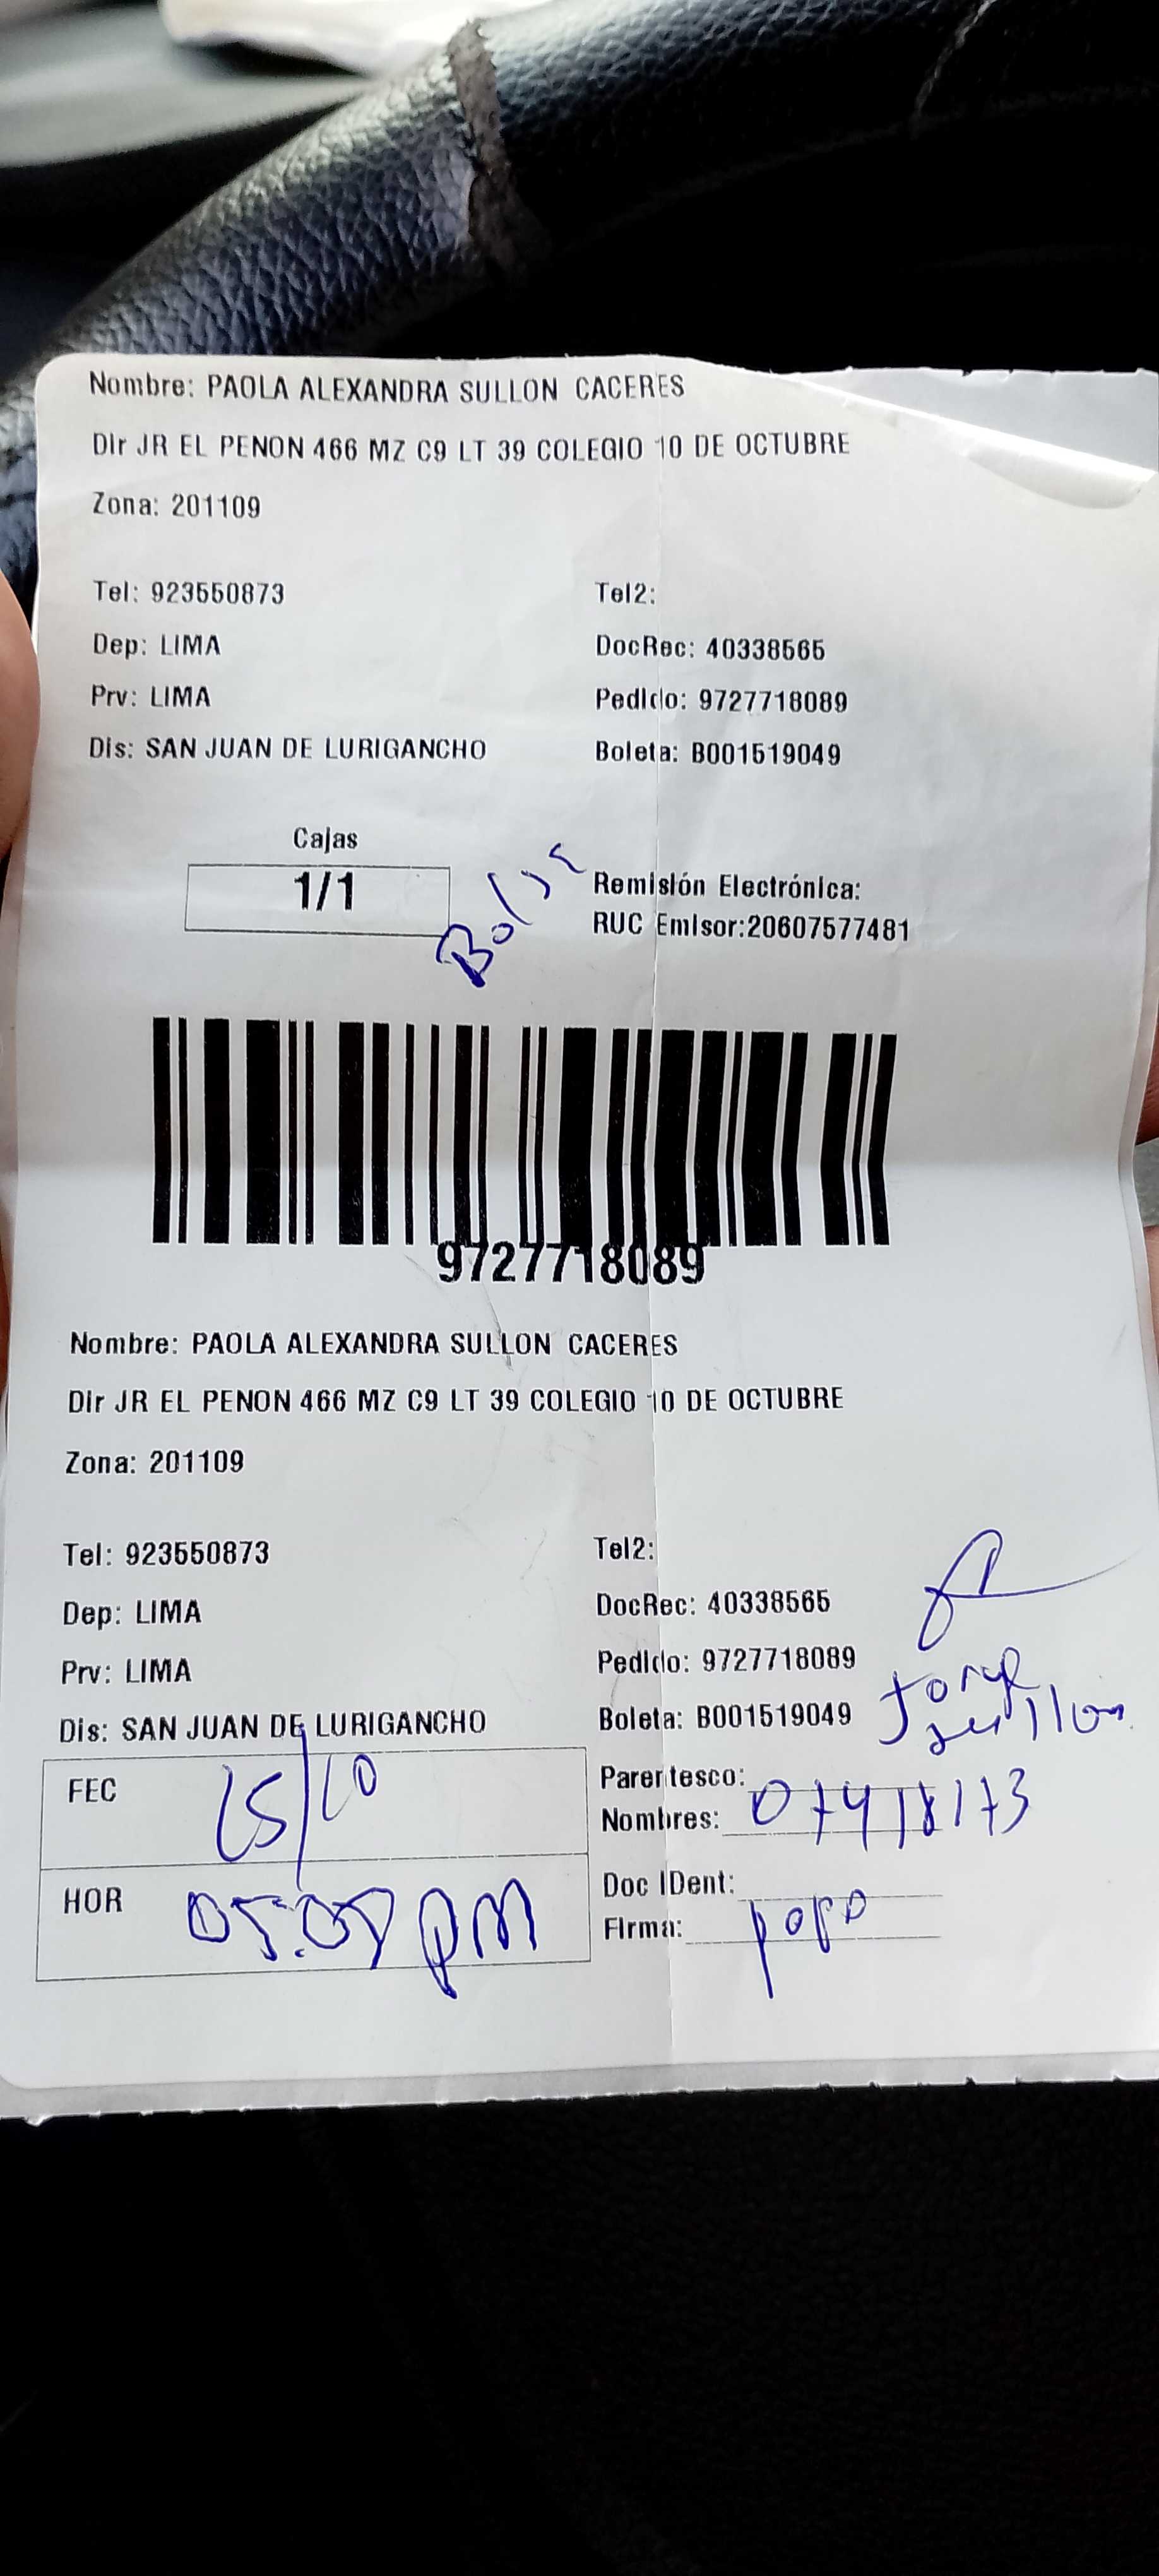 Nombre: PAOLA ALEXANDRA SULLON CACERES
Dir JR EL PENON 466 MZ C9 LT 39 COLEGIO 10 DE OCTUBRE
Zona: 201109
Tel: 923550873 Tel2:
Dep: LIMA DocRec: 40338565
Prv: LIMA Pedido: 9727718089
Dis: SAN JUAN DE LURIGANCHO Boleta: B001519049
Cajas
1/1
Bolsa
Remisión Electrónica:
RUC Emisor:20607577481
9727718089
Nombre: PAOLA ALEXANDRA SULLON CACERES
Dir JR EL PENON 466 MZ C9 LT 39 COLEGIO 10 DE OCTUBRE
Zona: 201109
Tel: 923550873 Tel2:
Dep: LIMA DocRec: 40338565
Prv: LIMA Pedido: 9727718089
Dis: SAN JUAN DE LURIGANCHO Boleta: B001519049
Jorge
sullon
FEC 15/10 Parentesco:
Nombres: 07418173
HOR Doc IDent:
pm
Firma: papa